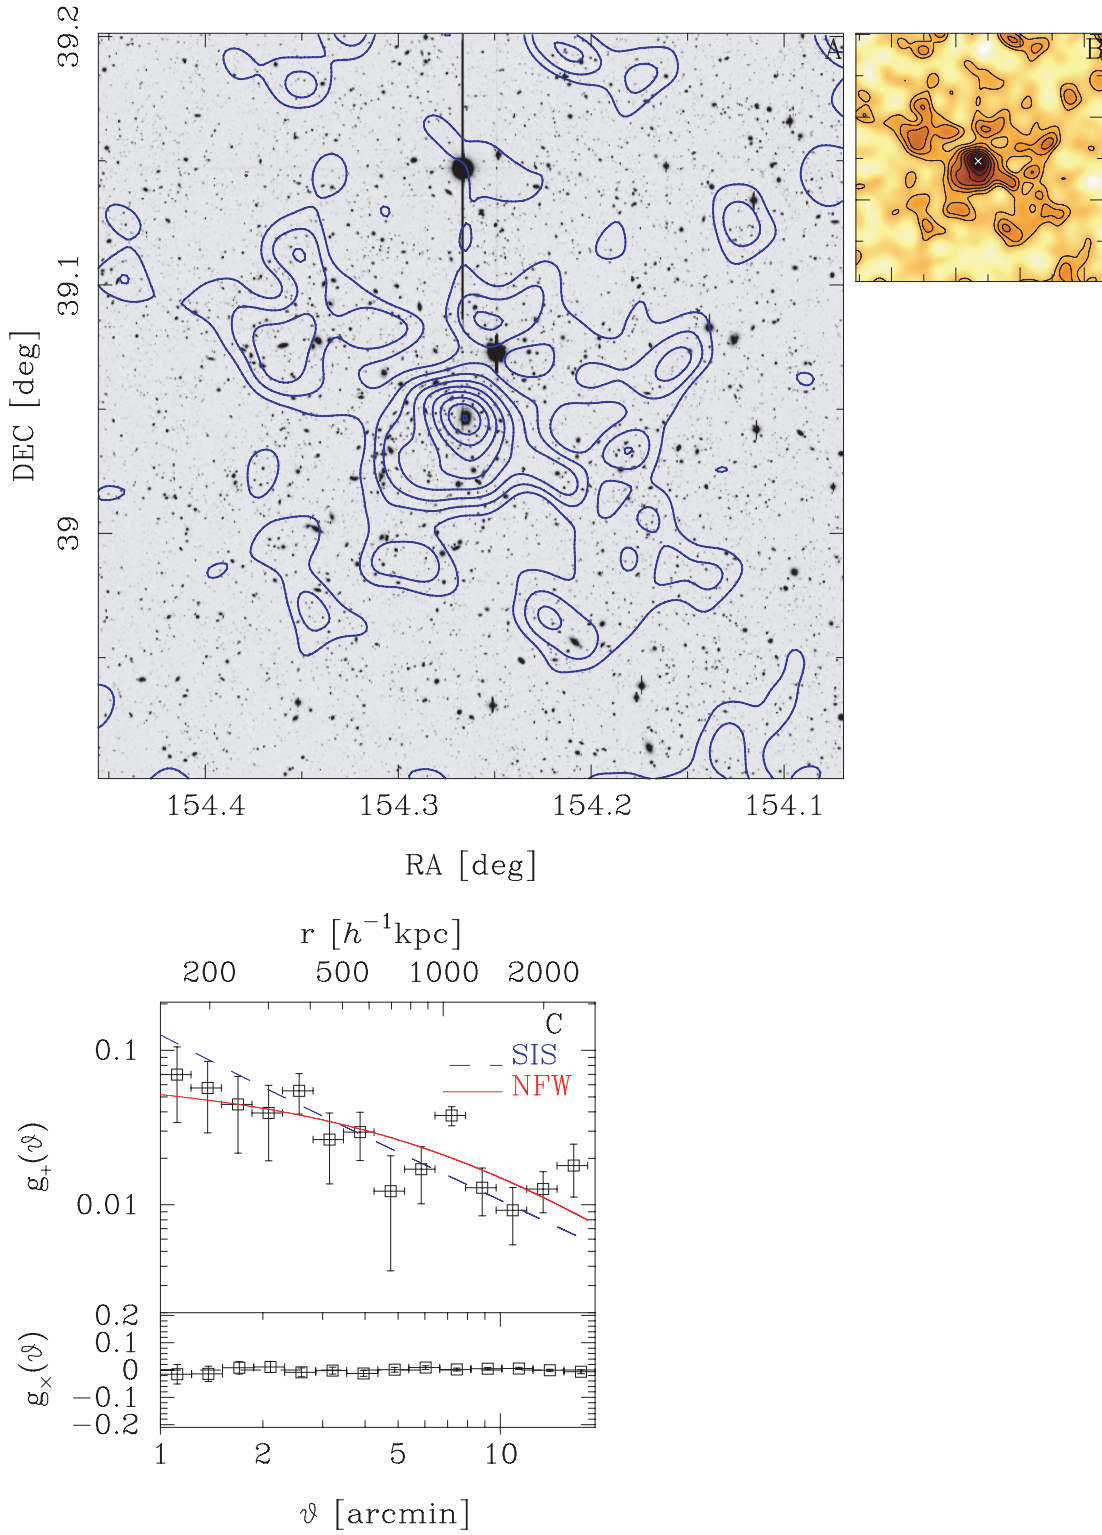 39.2
A
B
39.1
DEC [deg]
39
154.4 154.3 154.2 154.1
RA [deg]
r [h⁻¹kpc]
200 500 1000 2000
C
SIS
NFW
0.1
g₊(ϑ)
0.01
0.2
0.1
0
−0.1
−0.2
g×(ϑ)
1 2 5 10
ϑ [arcmin]